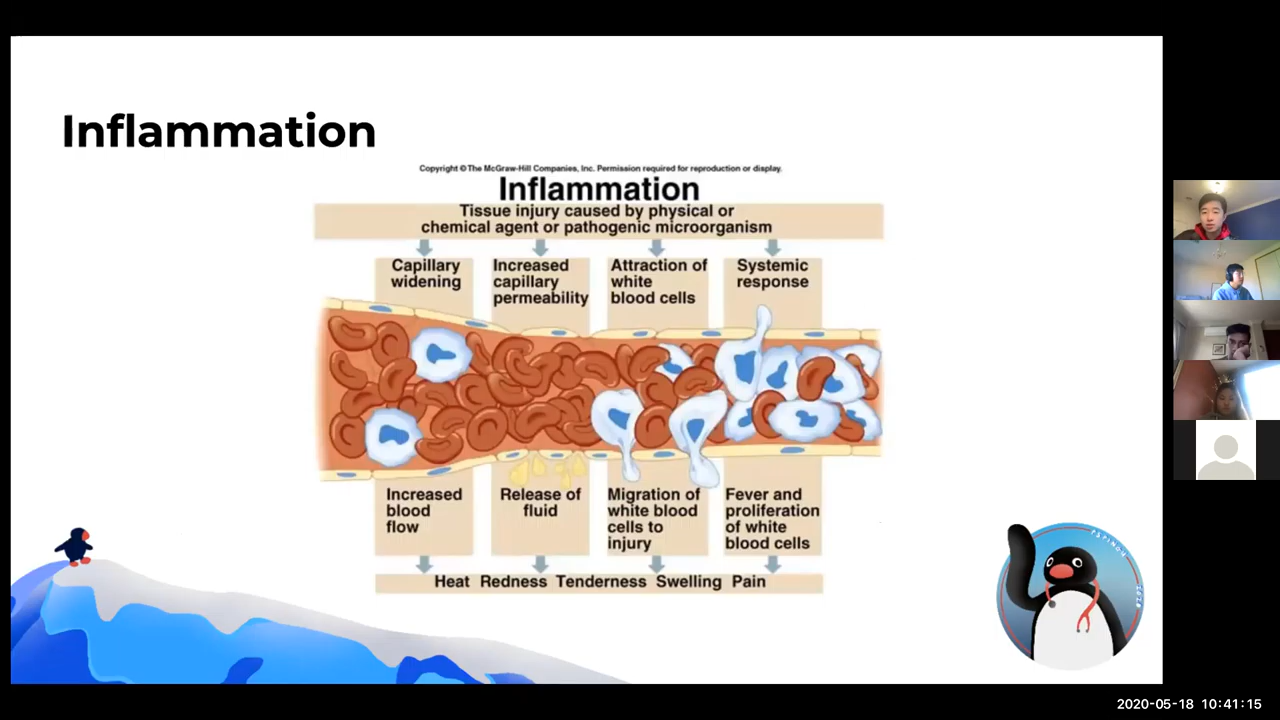 Inflammation
Copyright © The McGraw-Hill Companies, Inc. Permission required for reproduction or display.
Inflammation
Tissue injury caused by physical or
chemical agent or pathogenic microorganism
Capillary
widening
Increased
capillary
permeability
Attraction of
white
blood cells
Systemic
response
Increased
blood
flow
Release of
fluid
Migration of
white blood
cells to
injury
Fever and
proliferation
of white
blood cells
Heat Redness Tenderness Swelling Pain
2020-05-18 10:41:15